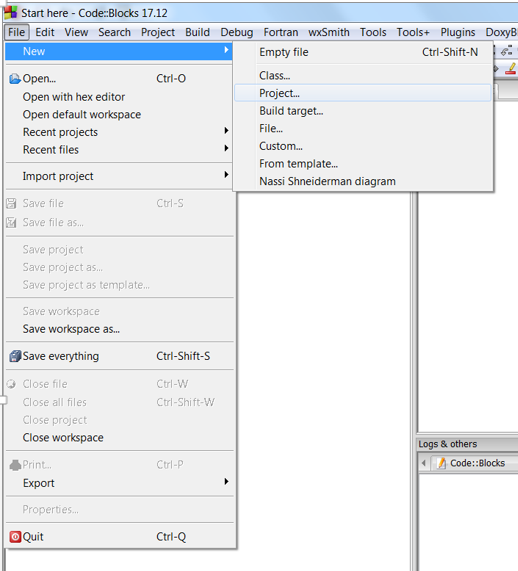 Start here - Code::Blocks 17.12
File Edit View Search Project Build Debug Fortran wxSmith Tools Tools+ Plugins DoxyB
New
Empty file Ctrl-Shift-N
Class...
Project...
Build target...
File...
Custom...
From template...
Nassi Shneiderman diagram
Open... Ctrl-O
Open with hex editor
Open default workspace
Recent projects
Recent files
Import project
Save file Ctrl-S
Save file as...
Save project
Save project as...
Save project as template...
Save workspace
Save workspace as...
Save everything Ctrl-Shift-S
Close file Ctrl-W
Close all files Ctrl-Shift-W
Close project
Close workspace
Print... Ctrl-P
Export
Properties...
Quit Ctrl-Q
Logs & others
Code::Blocks